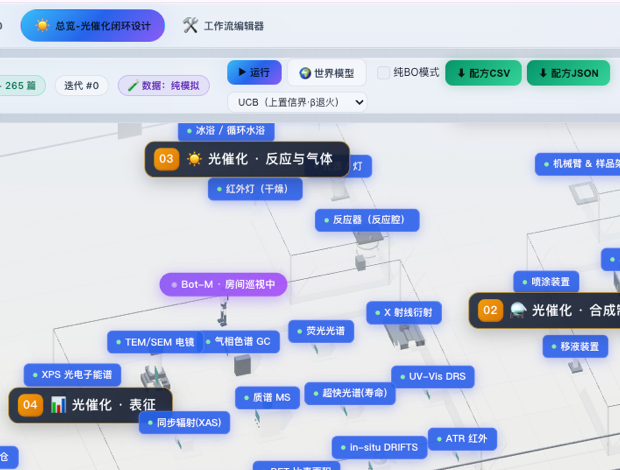 总览-光催化闭环设计
工作流编辑器
265 篇
迭代 #0
数据：纯模拟
运行
世界模型
纯BO模式
配方CSV
配方JSON
UCB（上置信界·β退火）
冰浴 / 循环水浴
03 光催化 · 反应与气体
灯
机械臂 & 样品架
红外灯（干燥）
反应器（反应腔）
Bot-M · 房间巡视中
喷涂装置
02 光催化 · 合成
X 射线衍射
荧光光谱
TEM/SEM 电镜
气相色谱 GC
移液装置
XPS 光电子能谱
UV-Vis DRS
超快光谱(寿命)
质谱 MS
04 光催化 · 表征
同步辐射(XAS)
ATR 红外
in-situ DRIFTS
仓